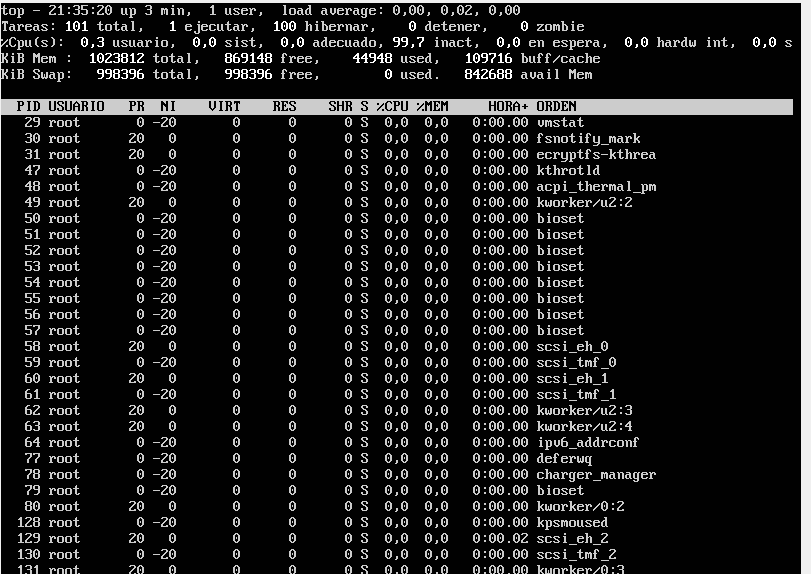 top - 21:35:20 up 3 min,  1 user,  load average: 0,00, 0,02, 0,00
Tareas: 101 total,   1 ejecutar,  100 hibernar,   0 detener,   0 zombie
%Cpu(s):  0,3 usuario,  0,0 sist,  0,0 adecuado, 99,7 inact,  0,0 en espera,  0,0 hardw int,  0,0 s
KiB Mem :  1023812 total,   869148 free,    44948 used,   109716 buff/cache
KiB Swap:   998396 total,   998396 free,        0 used.   842688 avail Mem
PID USUARIO   PR  NI    VIRT    RES    SHR S %CPU %MEM     HORA+ ORDEN
29 root       0 -20       0      0      0 S  0,0  0,0   0:00.00 vmstat
30 root      20   0       0      0      0 S  0,0  0,0   0:00.00 fsnotify_mark
31 root      20   0       0      0      0 S  0,0  0,0   0:00.00 ecryptfs-kthrea
47 root       0 -20       0      0      0 S  0,0  0,0   0:00.00 kthrotld
48 root       0 -20       0      0      0 S  0,0  0,0   0:00.00 acpi_thermal_pm
49 root      20   0       0      0      0 S  0,0  0,0   0:00.00 kworker/u2:2
50 root       0 -20       0      0      0 S  0,0  0,0   0:00.00 bioset
51 root       0 -20       0      0      0 S  0,0  0,0   0:00.00 bioset
52 root       0 -20       0      0      0 S  0,0  0,0   0:00.00 bioset
53 root       0 -20       0      0      0 S  0,0  0,0   0:00.00 bioset
54 root       0 -20       0      0      0 S  0,0  0,0   0:00.00 bioset
55 root       0 -20       0      0      0 S  0,0  0,0   0:00.00 bioset
56 root       0 -20       0      0      0 S  0,0  0,0   0:00.00 bioset
57 root       0 -20       0      0      0 S  0,0  0,0   0:00.00 bioset
58 root      20   0       0      0      0 S  0,0  0,0   0:00.00 scsi_eh_0
59 root       0 -20       0      0      0 S  0,0  0,0   0:00.00 scsi_tmf_0
60 root      20   0       0      0      0 S  0,0  0,0   0:00.00 scsi_eh_1
61 root       0 -20       0      0      0 S  0,0  0,0   0:00.00 scsi_tmf_1
62 root      20   0       0      0      0 S  0,0  0,0   0:00.00 kworker/u2:3
63 root      20   0       0      0      0 S  0,0  0,0   0:00.00 kworker/u2:4
64 root       0 -20       0      0      0 S  0,0  0,0   0:00.00 ipv6_addrconf
77 root       0 -20       0      0      0 S  0,0  0,0   0:00.00 deferwq
78 root       0 -20       0      0      0 S  0,0  0,0   0:00.00 charger_manager
79 root       0 -20       0      0      0 S  0,0  0,0   0:00.00 bioset
80 root      20   0       0      0      0 S  0,0  0,0   0:00.00 kworker/0:2
128 root       0 -20       0      0      0 S  0,0  0,0   0:00.00 kpsmoused
129 root      20   0       0      0      0 S  0,0  0,0   0:00.02 scsi_eh_2
130 root       0 -20       0      0      0 S  0,0  0,0   0:00.00 scsi_tmf_2
131 root      20   0       0      0      0 S  0,0  0,0   0:00.00 kworker/0:3